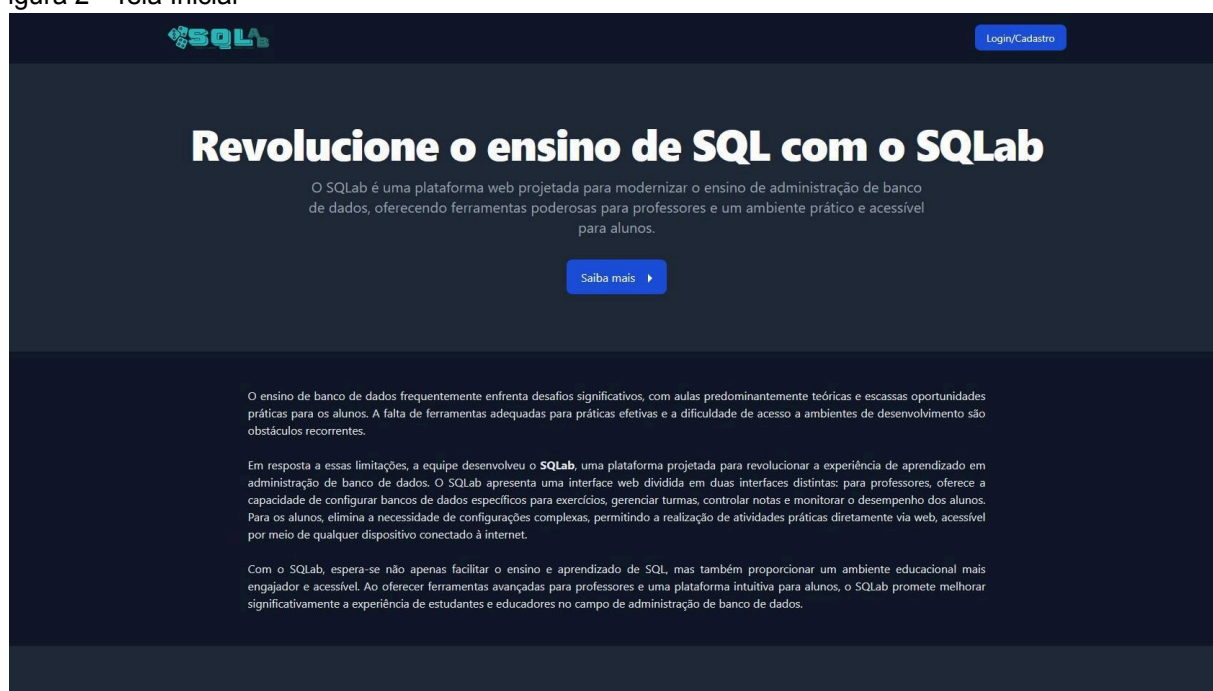 igura 2 - Tela Inicial
SQLAB
Login/Cadastro
Revolucione o ensino de SQL com o SQLab
O SQLab é uma plataforma web projetada para modernizar o ensino de administração de banco
de dados, oferecendo ferramentas poderosas para professores e um ambiente prático e acessível
para alunos.
Saiba mais
O ensino de banco de dados frequentemente enfrenta desafios significativos, com aulas predominantemente teóricas e escassas oportunidades
práticas para os alunos. A falta de ferramentas adequadas para práticas efetivas e a dificuldade de acesso a ambientes de desenvolvimento são
obstáculos recorrentes.
Em resposta a essas limitações, a equipe desenvolveu o SQLab, uma plataforma projetada para revolucionar a experiência de aprendizado em
administração de banco de dados. O SQLab apresenta uma interface web dividida em duas interfaces distintas: para professores, oferece a
capacidade de configurar bancos de dados específicos para exercícios, gerenciar turmas, controlar notas e monitorar o desempenho dos alunos.
Para os alunos, elimina a necessidade de configurações complexas, permitindo a realização de atividades práticas diretamente via web, acessível
por meio de qualquer dispositivo conectado à internet.
Com o SQLab, espera-se não apenas facilitar o ensino e aprendizado de SQL, mas também proporcionar um ambiente educacional mais
engajador e acessível. Ao oferecer ferramentas avançadas para professores e uma plataforma intuitiva para alunos, o SQLab promete melhorar
significativamente a experiência de estudantes e educadores no campo de administração de banco de dados.